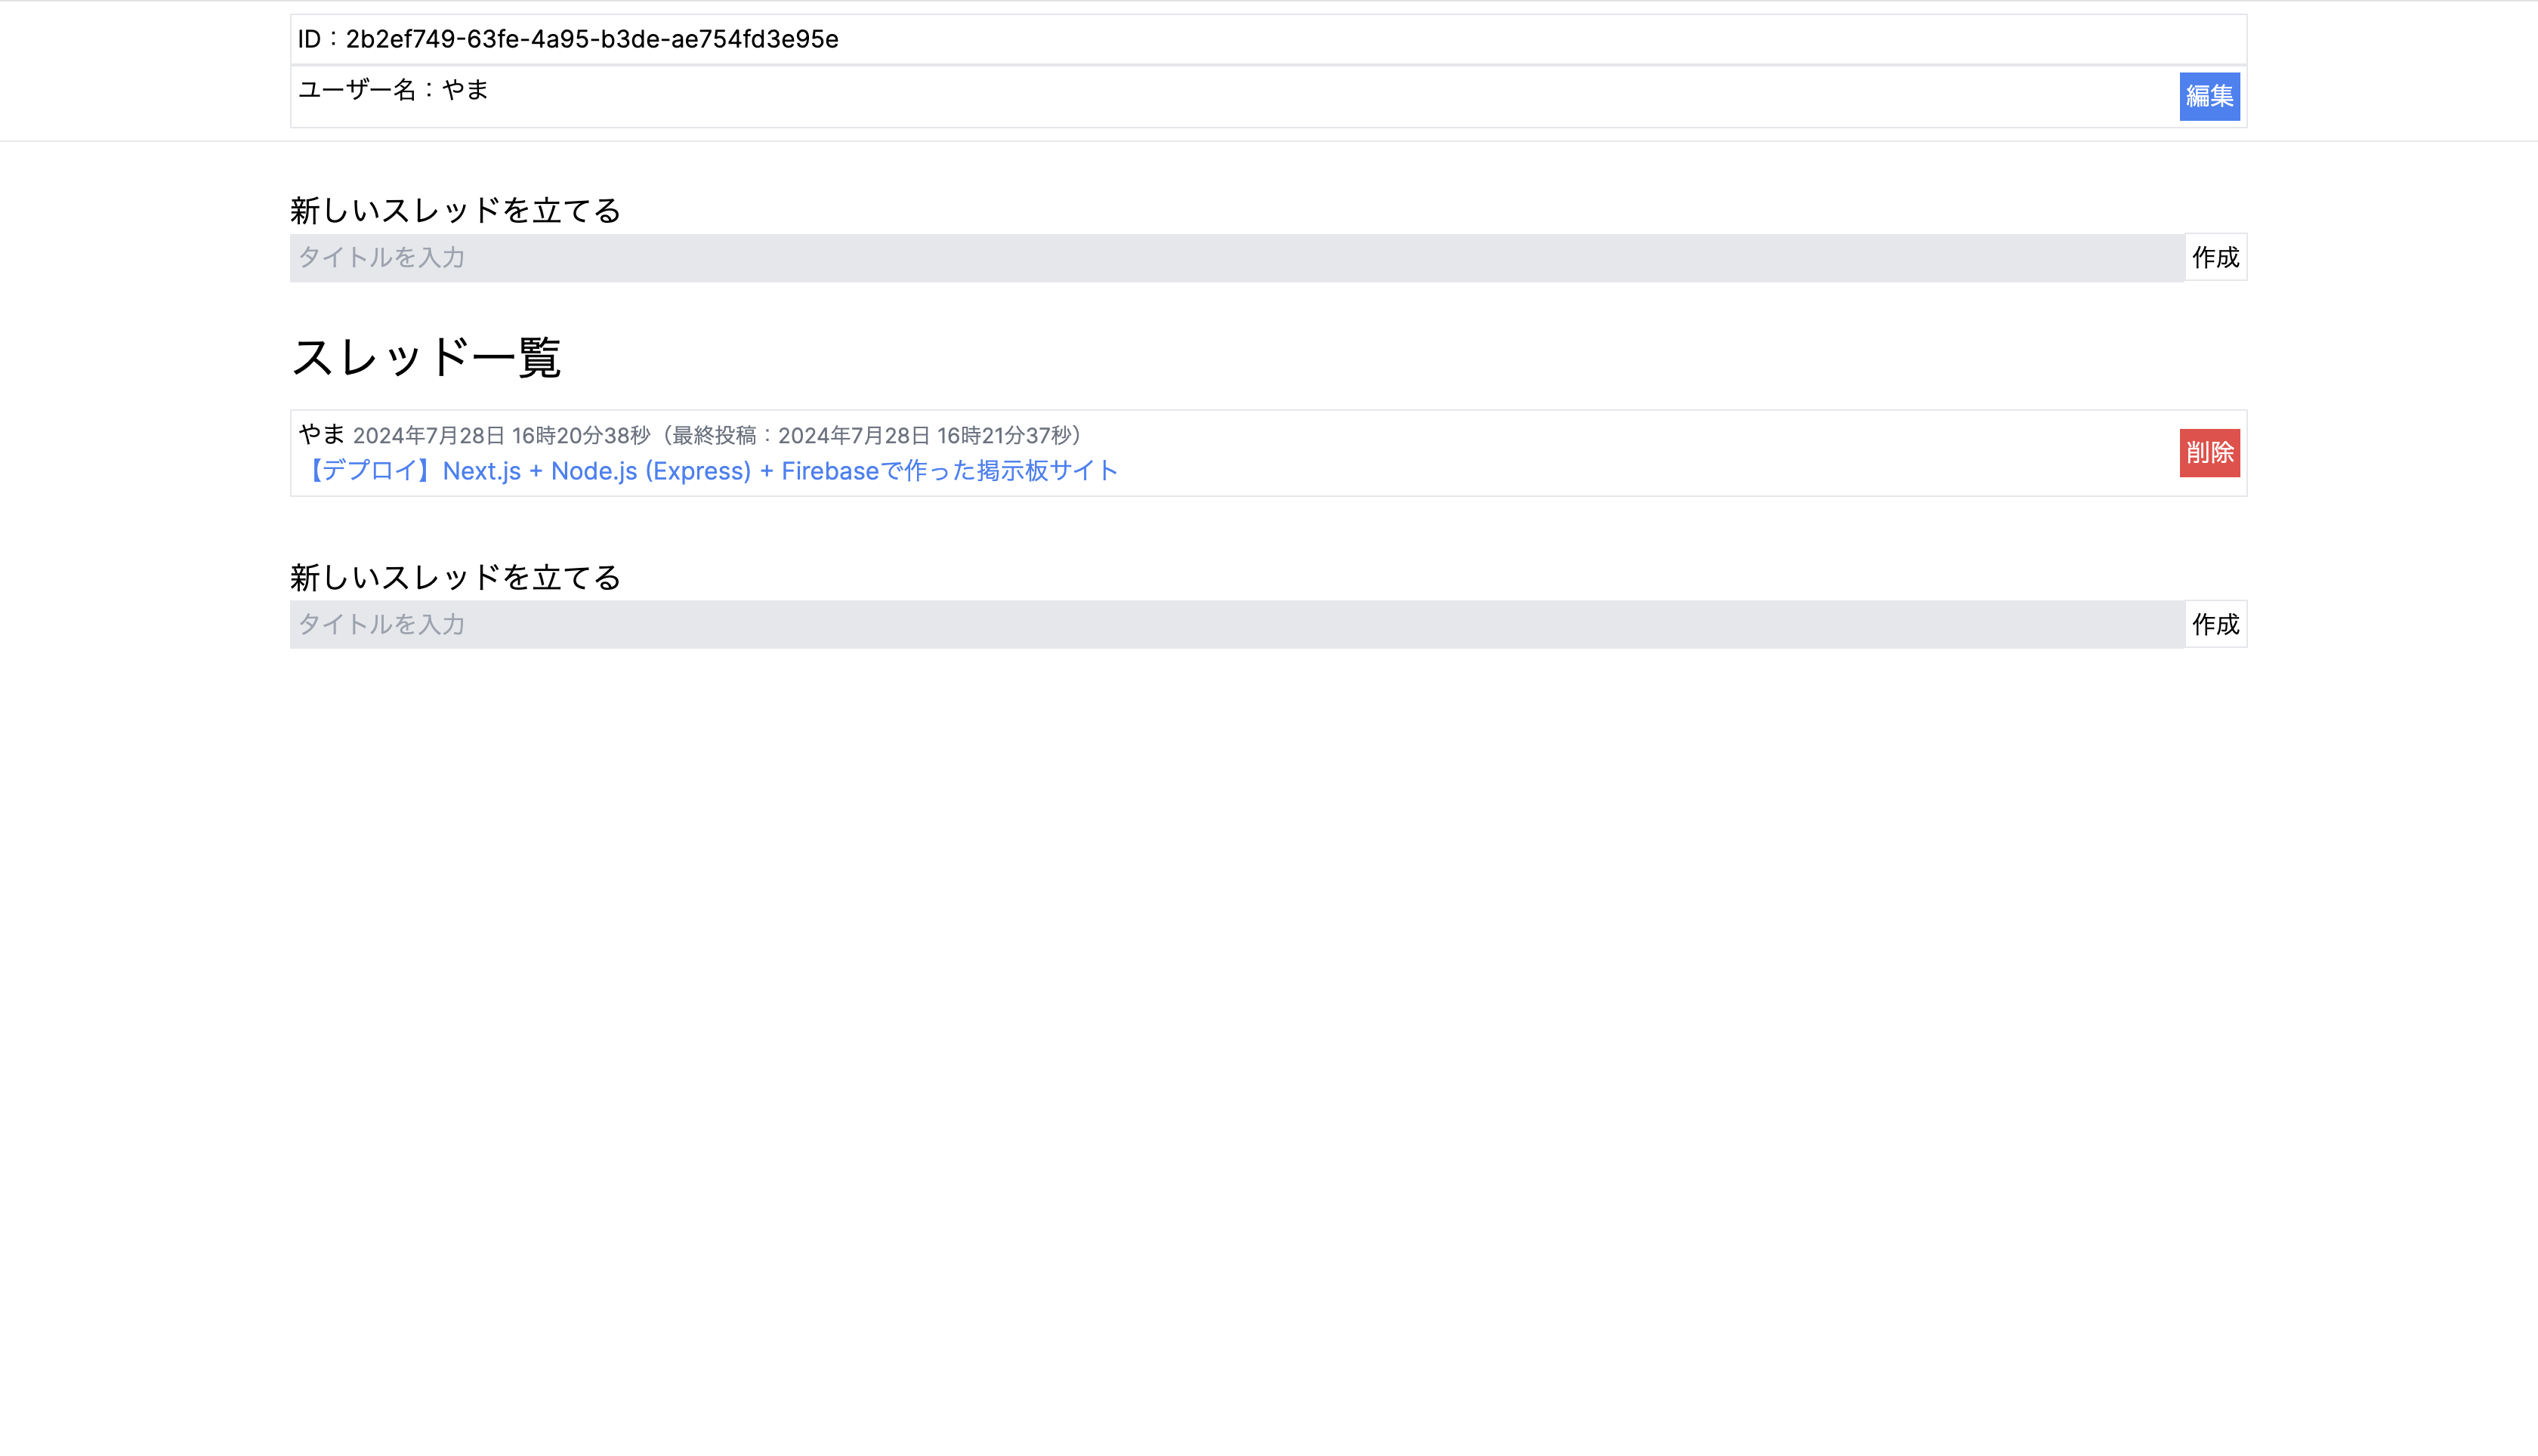 ID：2b2ef749-63fe-4a95-b3de-ae754fd3e95e
ユーザー名：やま
編集
新しいスレッドを立てる
タイトルを入力
作成
スレッド一覧
やま 2024年7月28日 16時20分38秒（最終投稿：2024年7月28日 16時21分37秒）
【デプロイ】Next.js + Node.js (Express) + Firebaseで作った掲示板サイト
削除
新しいスレッドを立てる
タイトルを入力
作成